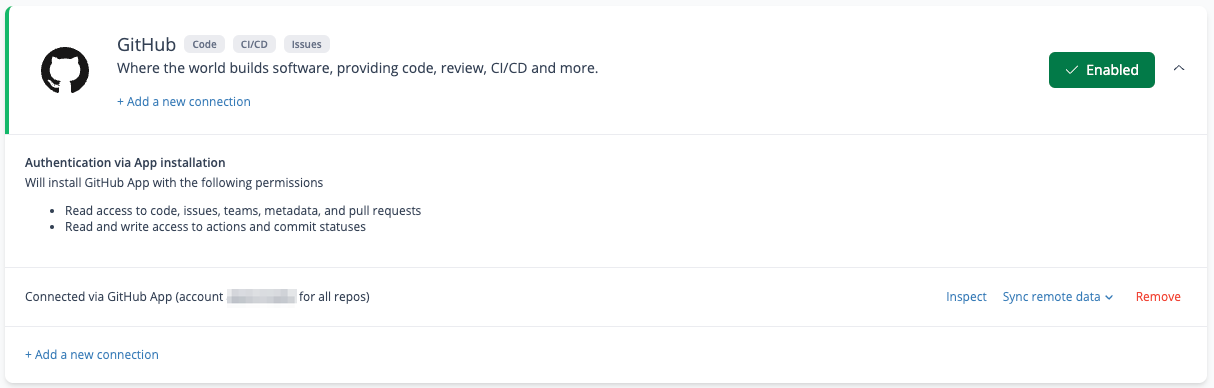 GitHub Code CI/CD Issues
Where the world builds software, providing code, review, CI/CD and more.
+ Add a new connection
Enabled
Authentication via App installation
Will install GitHub App with the following permissions
• Read access to code, issues, teams, metadata, and pull requests
• Read and write access to actions and commit statuses
Connected via GitHub App (account for all repos)
Inspect Sync remote data Remove
+ Add a new connection